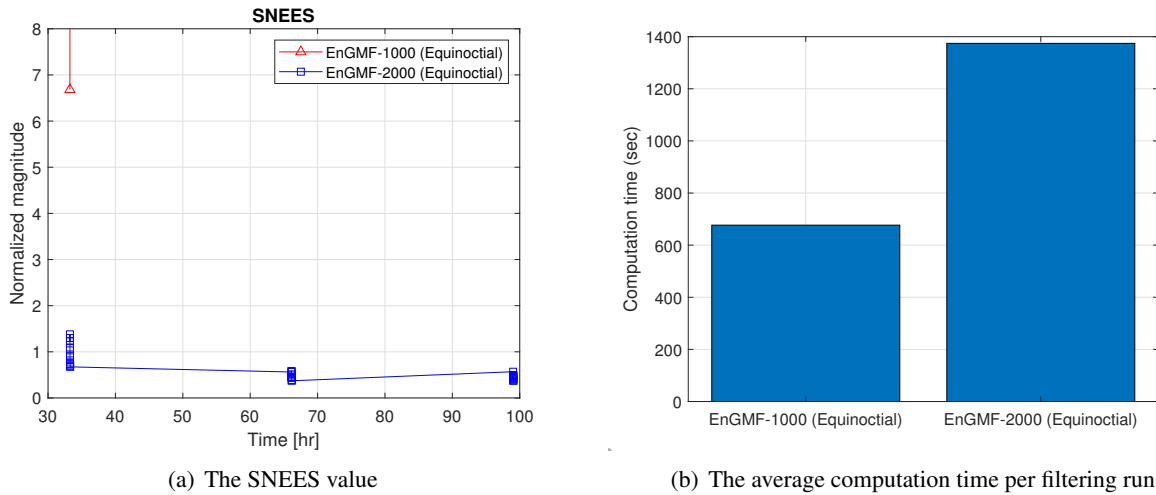 SNEES
8
7
6
5
4
3
2
1
0
Normalized magnitude
EnGMF-1000 (Equinoctial)
EnGMF-2000 (Equinoctial)
30 40 50 60 70 80 90 100
Time [hr]
(a) The SNEES value
1400
1200
1000
800
600
400
200
0
Computation time (sec)
EnGMF-1000 (Equinoctial) EnGMF-2000 (Equinoctial)
(b) The average computation time per filtering run